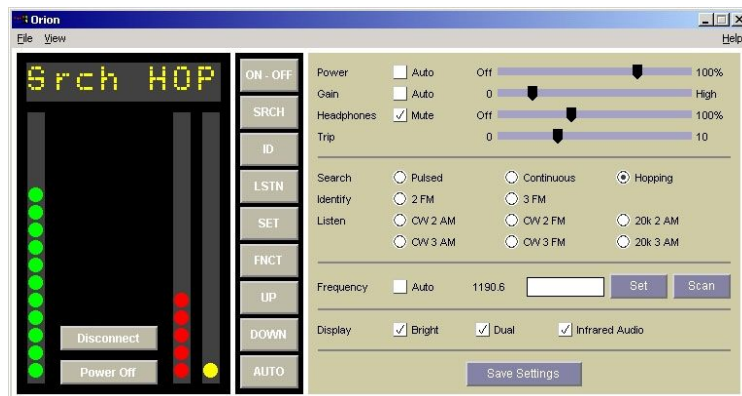 Orion
File View Help
Srch HOP
Disconnect
Power Off
ON - OFF
SRCH
ID
LSTN
SET
FNCT
UP
DOWN
AUTO
Power Auto Off 100%
Gain Auto 0 High
Headphones Mute Off 100%
Trip 0 10
Search Pulsed Continuous Hopping
Identify 2 FM 3 FM
Listen CW 2 AM CW 2 FM 20k 2 AM
CW 3 AM CW 3 FM 20k 3 AM
Frequency Auto 1190.6 Set Scan
Display Bright Dual Infrared Audio
Save Settings